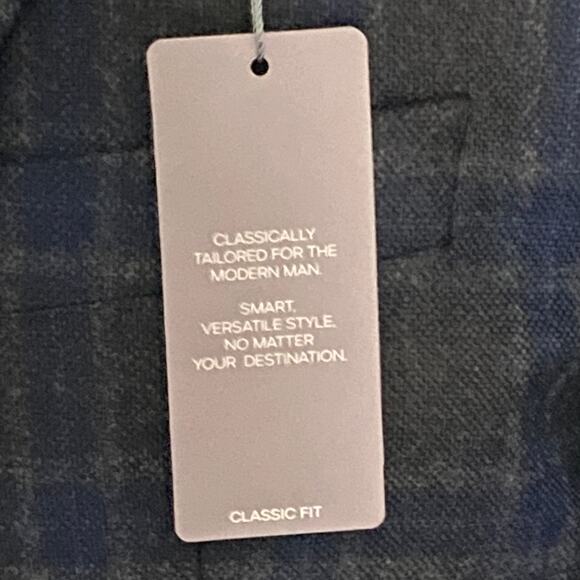 CLASSICALLY
TAILORED FOR THE
MODERN MAN.
SMART,
VERSATILE STYLE,
NO MATTER
YOUR DESTINATION.
CLASSIC FIT